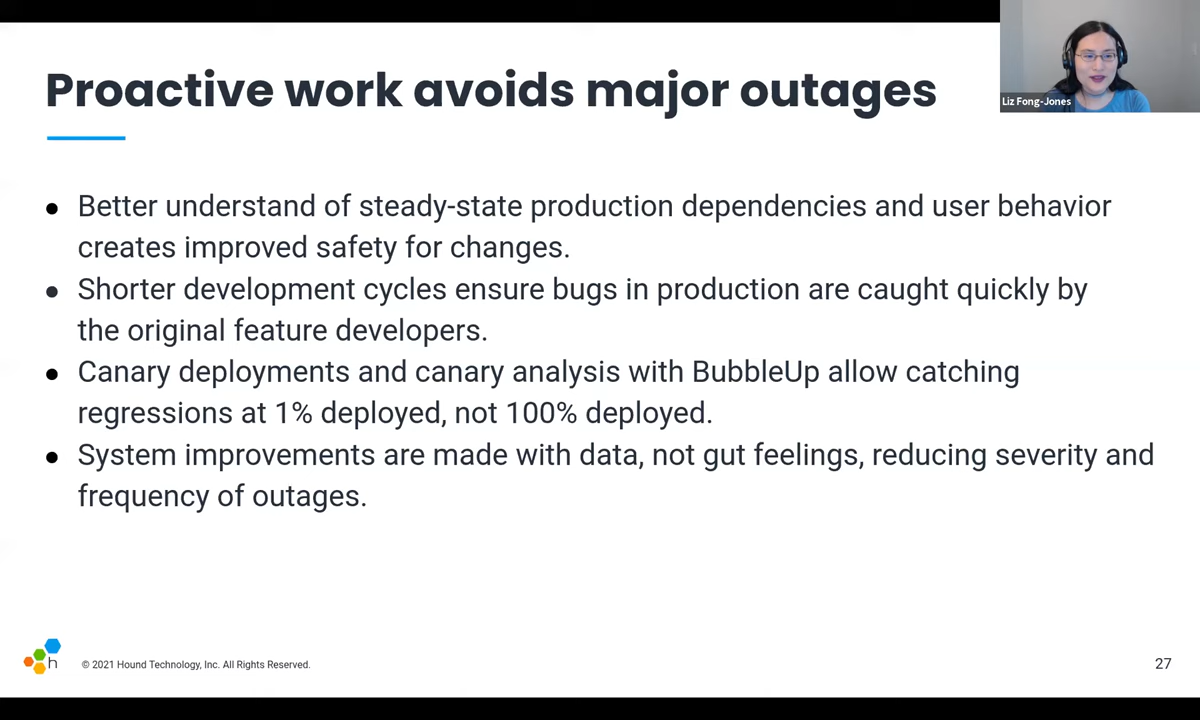 Proactive work avoids major outages
Liz Fong-Jones
● Better understand of steady-state production dependencies and user behavior
creates improved safety for changes.
● Shorter development cycles ensure bugs in production are caught quickly by
the original feature developers.
● Canary deployments and canary analysis with BubbleUp allow catching
regressions at 1% deployed, not 100% deployed.
● System improvements are made with data, not gut feelings, reducing severity and
frequency of outages.
h
© 2021 Hound Technology, Inc. All Rights Reserved.
27